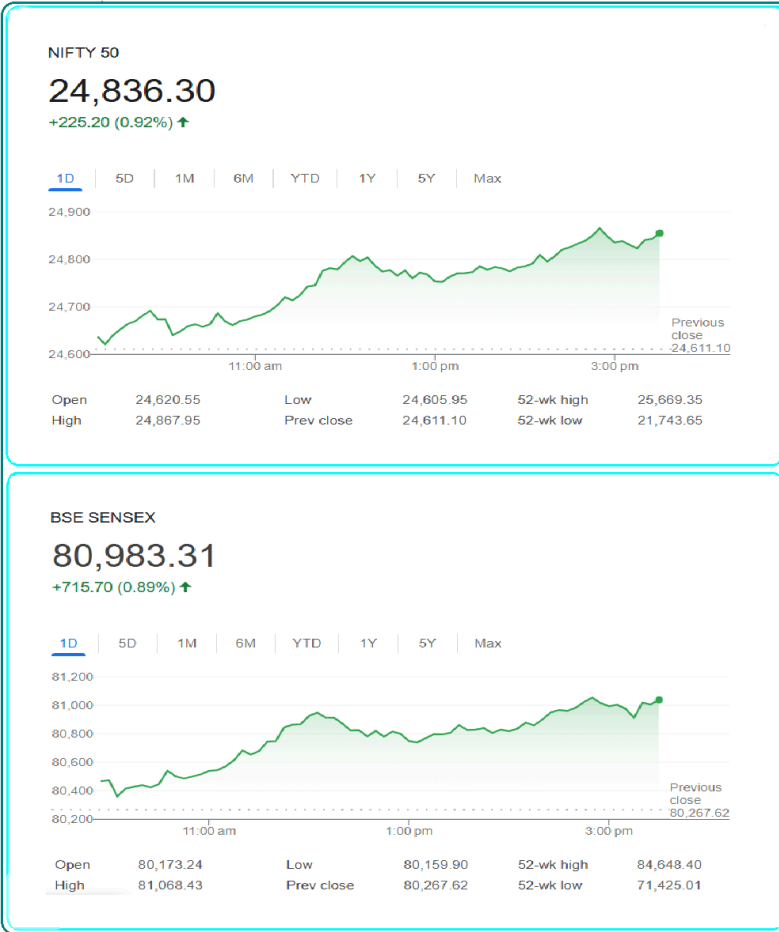 NIFTY 50
24,836.30
+225.20 (0.92%) ↑
1D 5D 1M 6M YTD 1Y 5Y Max
24,900
24,800
24,700
24,600
Previous
close
24,611.10
11:00 am 1:00 pm 3:00 pm
Open 24,620.55 Low 24,605.95 52-wk high 25,669.35
High 24,867.95 Prev close 24,611.10 52-wk low 21,743.65
BSE SENSEX
80,983.31
+715.70 (0.89%) ↑
1D 5D 1M 6M YTD 1Y 5Y Max
81,200
81,000
80,800
80,600
80,400
80,200
Previous
close
80,267.62
11:00 am 1:00 pm 3:00 pm
Open 80,173.24 Low 80,159.90 52-wk high 84,648.40
High 81,068.43 Prev close 80,267.62 52-wk low 71,425.01